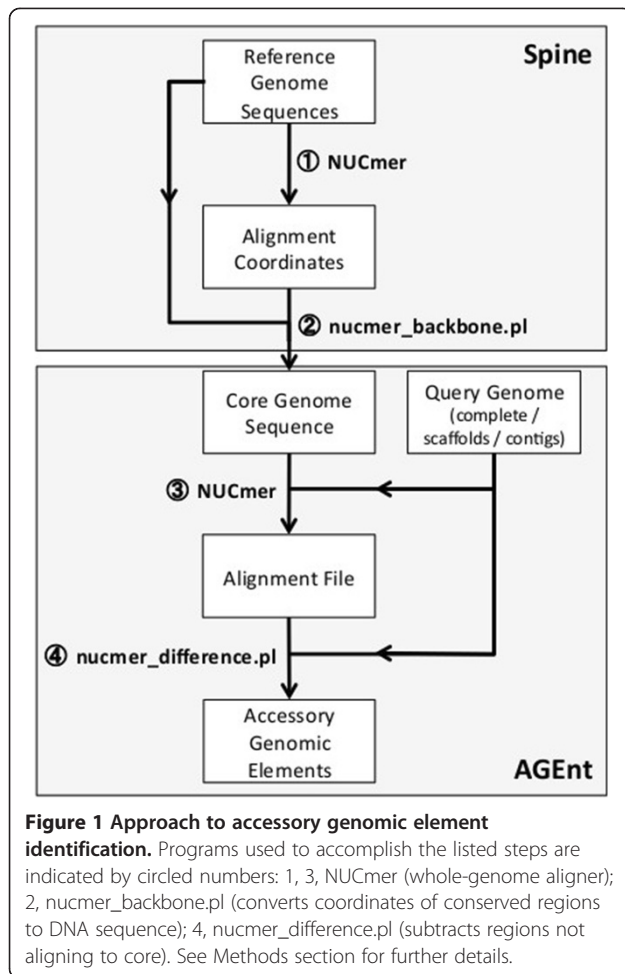 Spine
Reference
Genome
Sequences
① NUCmer
Alignment
Coordinates
② nucmer_backbone.pl
Core Genome
Sequence
Query Genome
(complete /
scaffolds / contigs)
③ NUCmer
Alignment File
④ nucmer_difference.pl
Accessory
Genomic
Elements
AGEnt
Figure 1 Approach to accessory genomic element
identification. Programs used to accomplish the listed steps are
indicated by circled numbers: 1, 3, NUCmer (whole-genome aligner);
2, nucmer_backbone.pl (converts coordinates of conserved regions
to DNA sequence); 4, nucmer_difference.pl (subtracts regions not
aligning to core). See Methods section for further details.